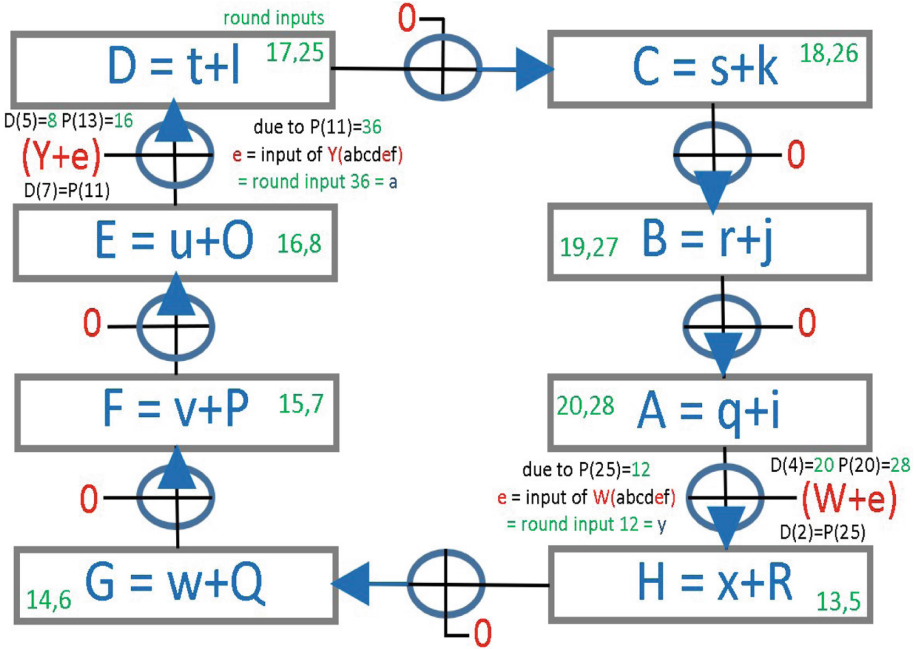 round inputs
0
D = t+l 17,25
C = s+k 18,26
D(5)=8 P(13)=16
(Y+e)
D(7)=P(11)
due to P(11)=36
e = input of Y(abcdef)
= round input 36 = a
0
E = u+O 16,8
19,27 B = r+j
0
0
F = v+P 15,7
20,28 A = q+i
0
due to P(25)=12
e = input of W(abcdef)
= round input 12 = y
D(4)=20 P(20)=28
(W+e)
D(2)=P(25)
14,6 G = w+Q
H = x+R 13,5
0